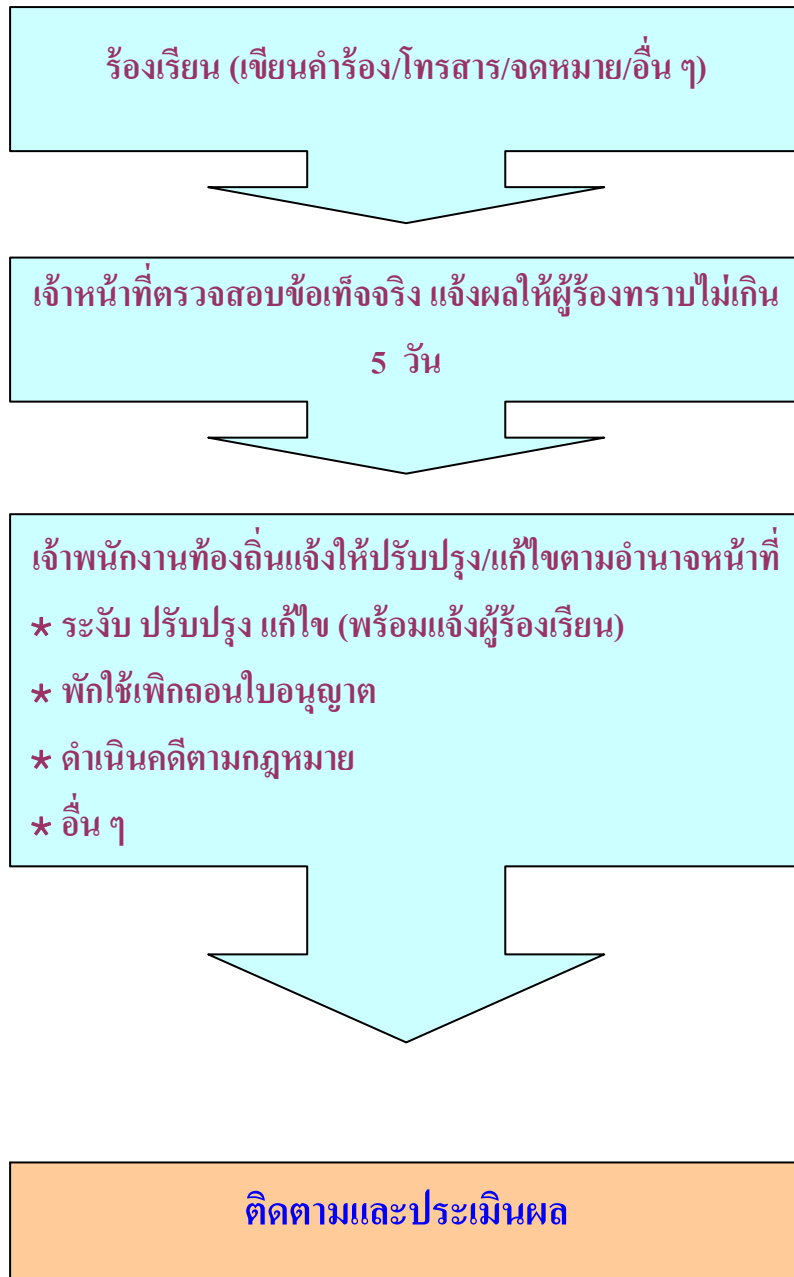 ร้องเรียน (เขียนคำร้อง/โทรสาร/จดหมาย/อื่น ๆ)
เจ้าหน้าที่ตรวจสอบข้อเท็จจริง แจ้งผลให้ผู้ร้องทราบไม่เกิน
5 วัน
เจ้าพนักงานท้องถิ่นแจ้งให้ปรับปรุง/แก้ไขตามอำนาจหน้าที่
* ระงับ ปรับปรุง แก้ไข (พร้อมแจ้งผู้ร้องเรียน)
* พักใช้เพิกถอนใบอนุญาต
* ดำเนินคดีตามกฎหมาย
* อื่น ๆ
ติดตามและประเมินผล